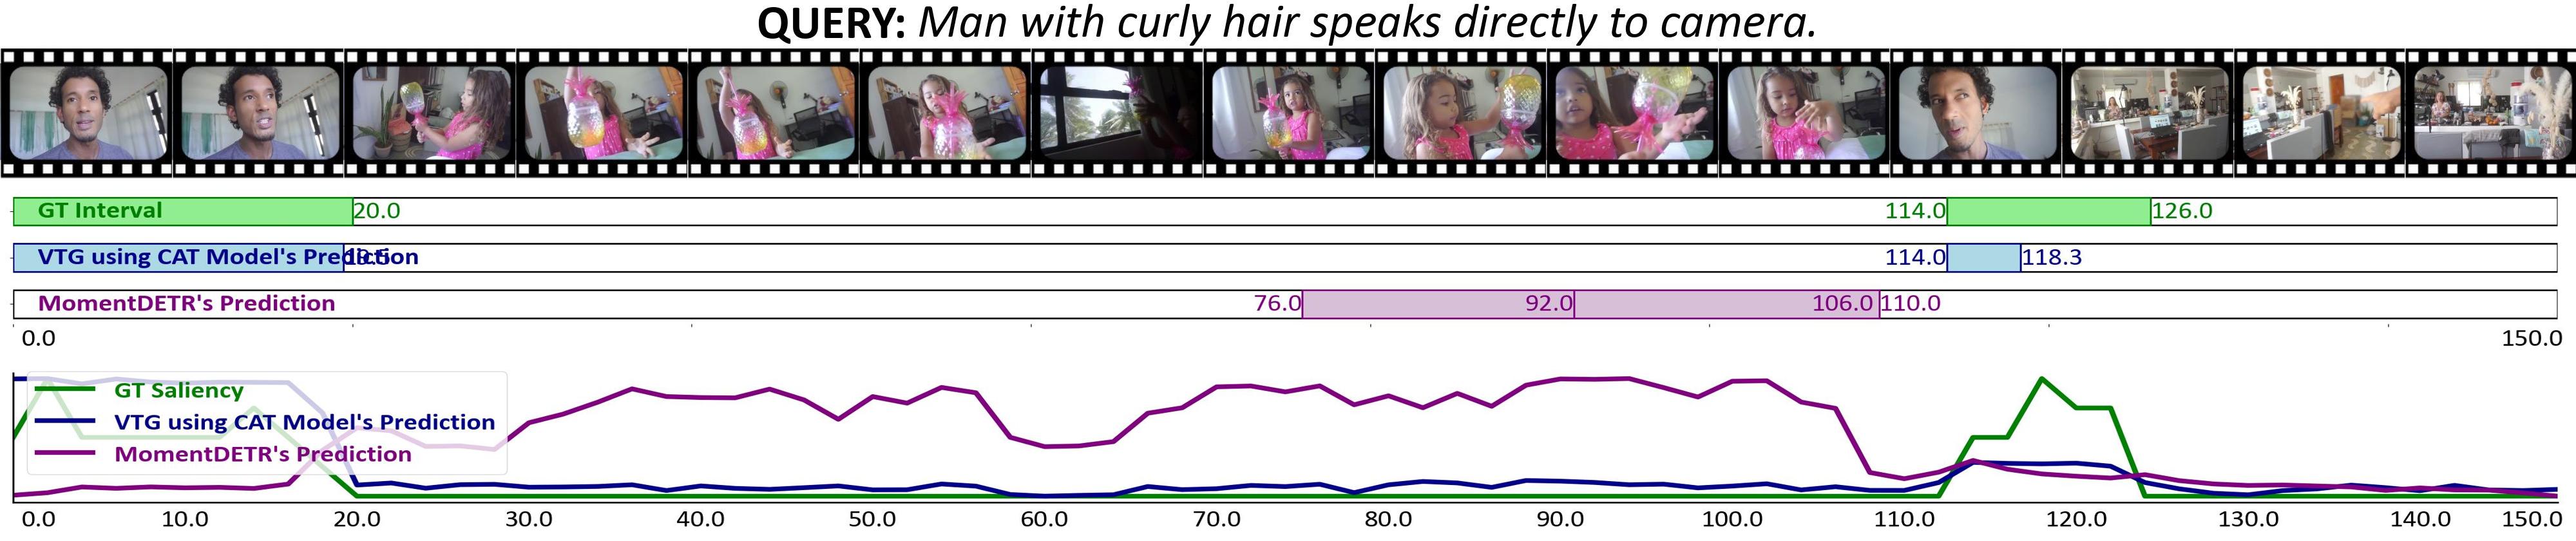 QUERY: Man with curly hair speaks directly to camera.
GT Interval 20.0 114.0 126.0
VTG using CAT Model's Prediction 114.0 118.3
MomentDETR's Prediction 76.0 92.0 106.0 110.0
0.0 150.0
GT Saliency
VTG using CAT Model's Prediction
MomentDETR's Prediction
0.0 10.0 20.0 30.0 40.0 50.0 60.0 70.0 80.0 90.0 100.0 110.0 120.0 130.0 140.0 150.0